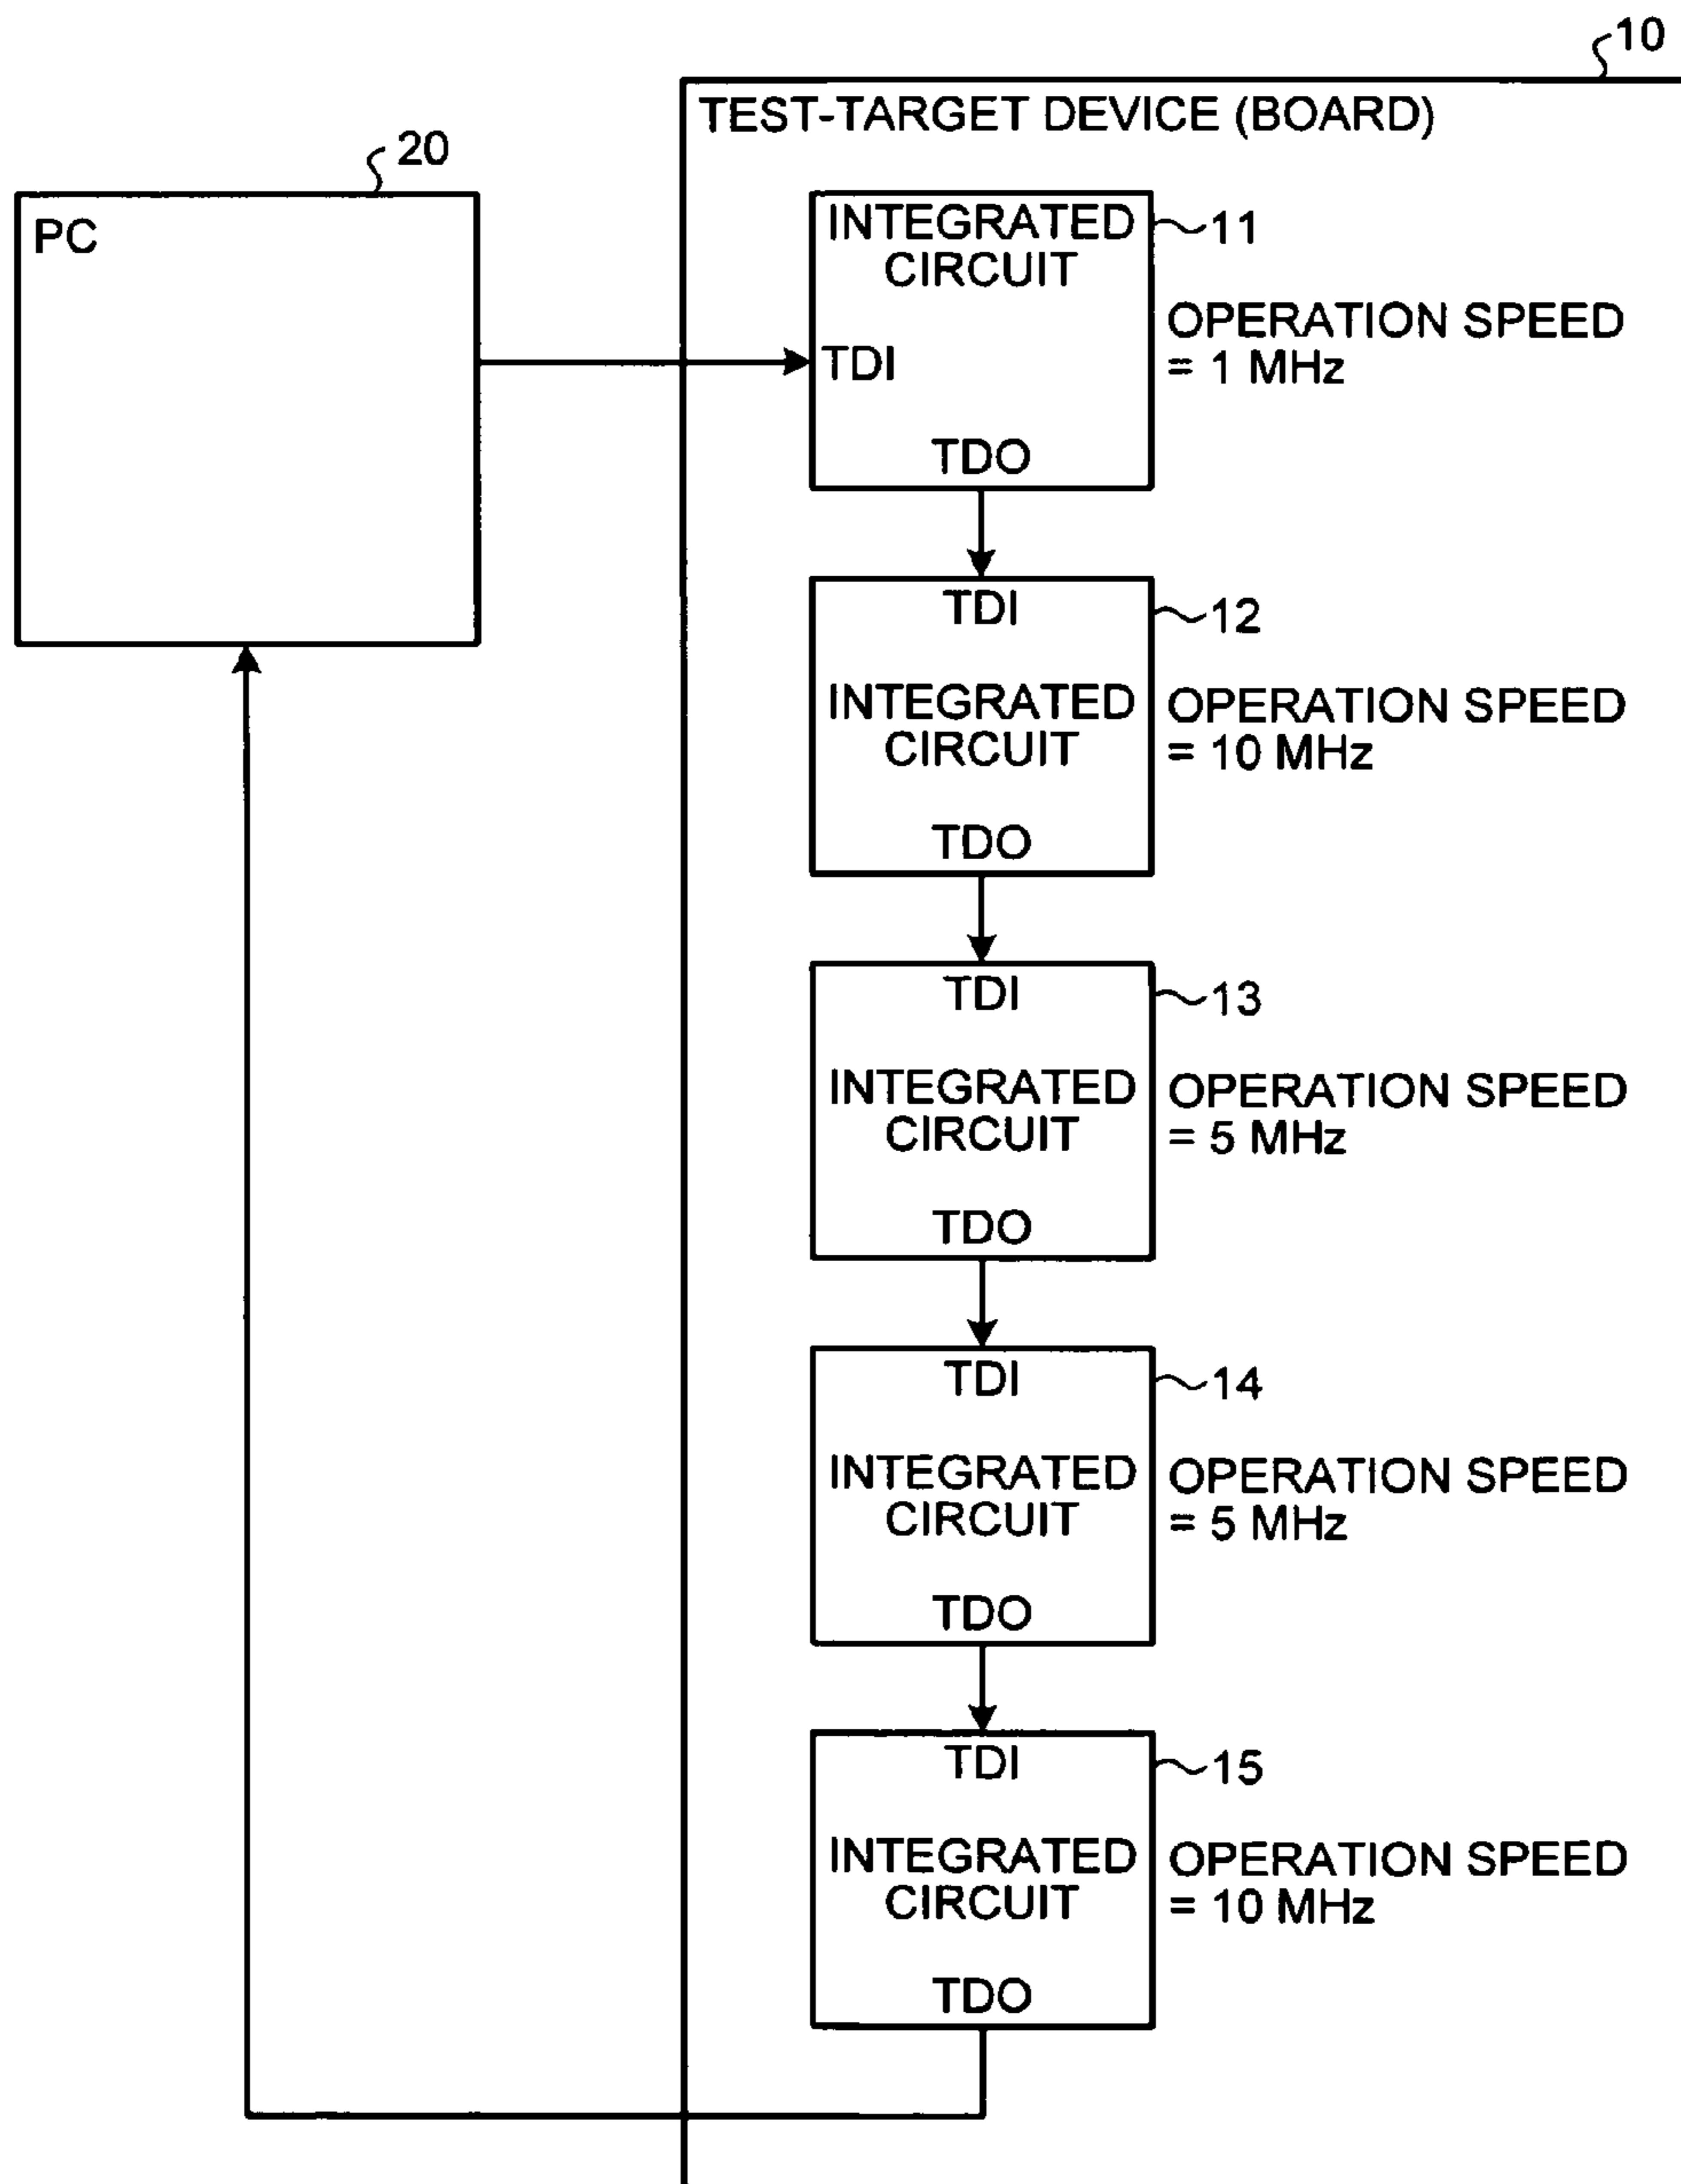 10
TEST-TARGET DEVICE (BOARD)
20
PC
INTEGRATED
CIRCUIT
11
OPERATION SPEED
= 1 MHz
TDI
TDO
TDI
12
INTEGRATED
CIRCUIT
OPERATION SPEED
= 10 MHz
TDO
TDI
13
INTEGRATED
CIRCUIT
OPERATION SPEED
= 5 MHz
TDO
TDI
14
INTEGRATED
CIRCUIT
OPERATION SPEED
= 5 MHz
TDO
TDI
15
INTEGRATED
CIRCUIT
OPERATION SPEED
= 10 MHz
TDO